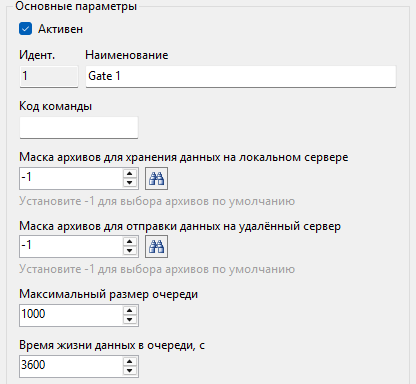 Основные параметры
Активен
Идент. Наименование
1 Gate 1
Код команды
Маска архивов для хранения данных на локальном сервере
-1
Установите -1 для выбора архивов по умолчанию
Маска архивов для отправки данных на удалённый сервер
-1
Установите -1 для выбора архивов по умолчанию
Максимальный размер очереди
1000
Время жизни данных в очереди, с
3600